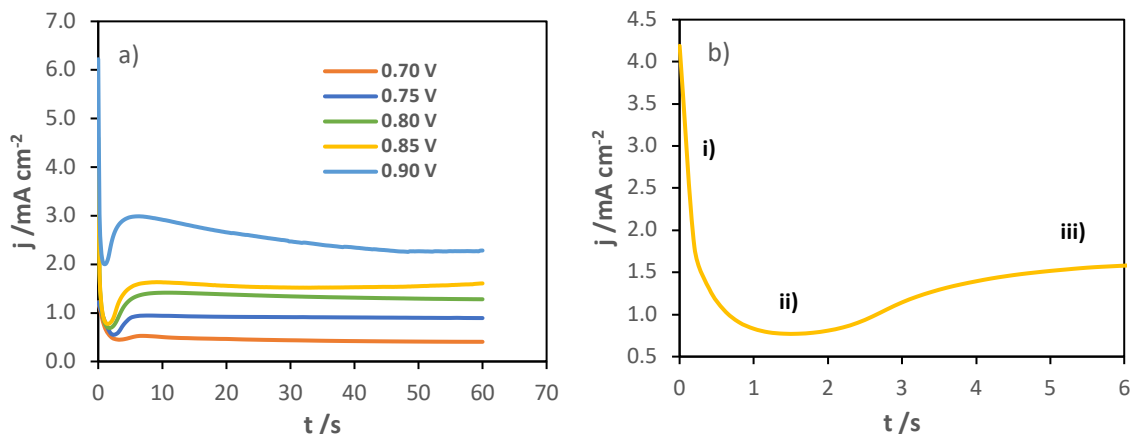 a)
7.0
6.0
5.0
4.0
3.0
2.0
1.0
0.0
j /mA cm⁻²
0.70 V
0.75 V
0.80 V
0.85 V
0.90 V
0 10 20 30 40 50 60 70
t /s
b)
4.5
4.0
3.5
3.0
2.5
2.0
1.5
1.0
0.5
j /mA cm⁻²
i)
ii)
iii)
0 1 2 3 4 5 6
t /s